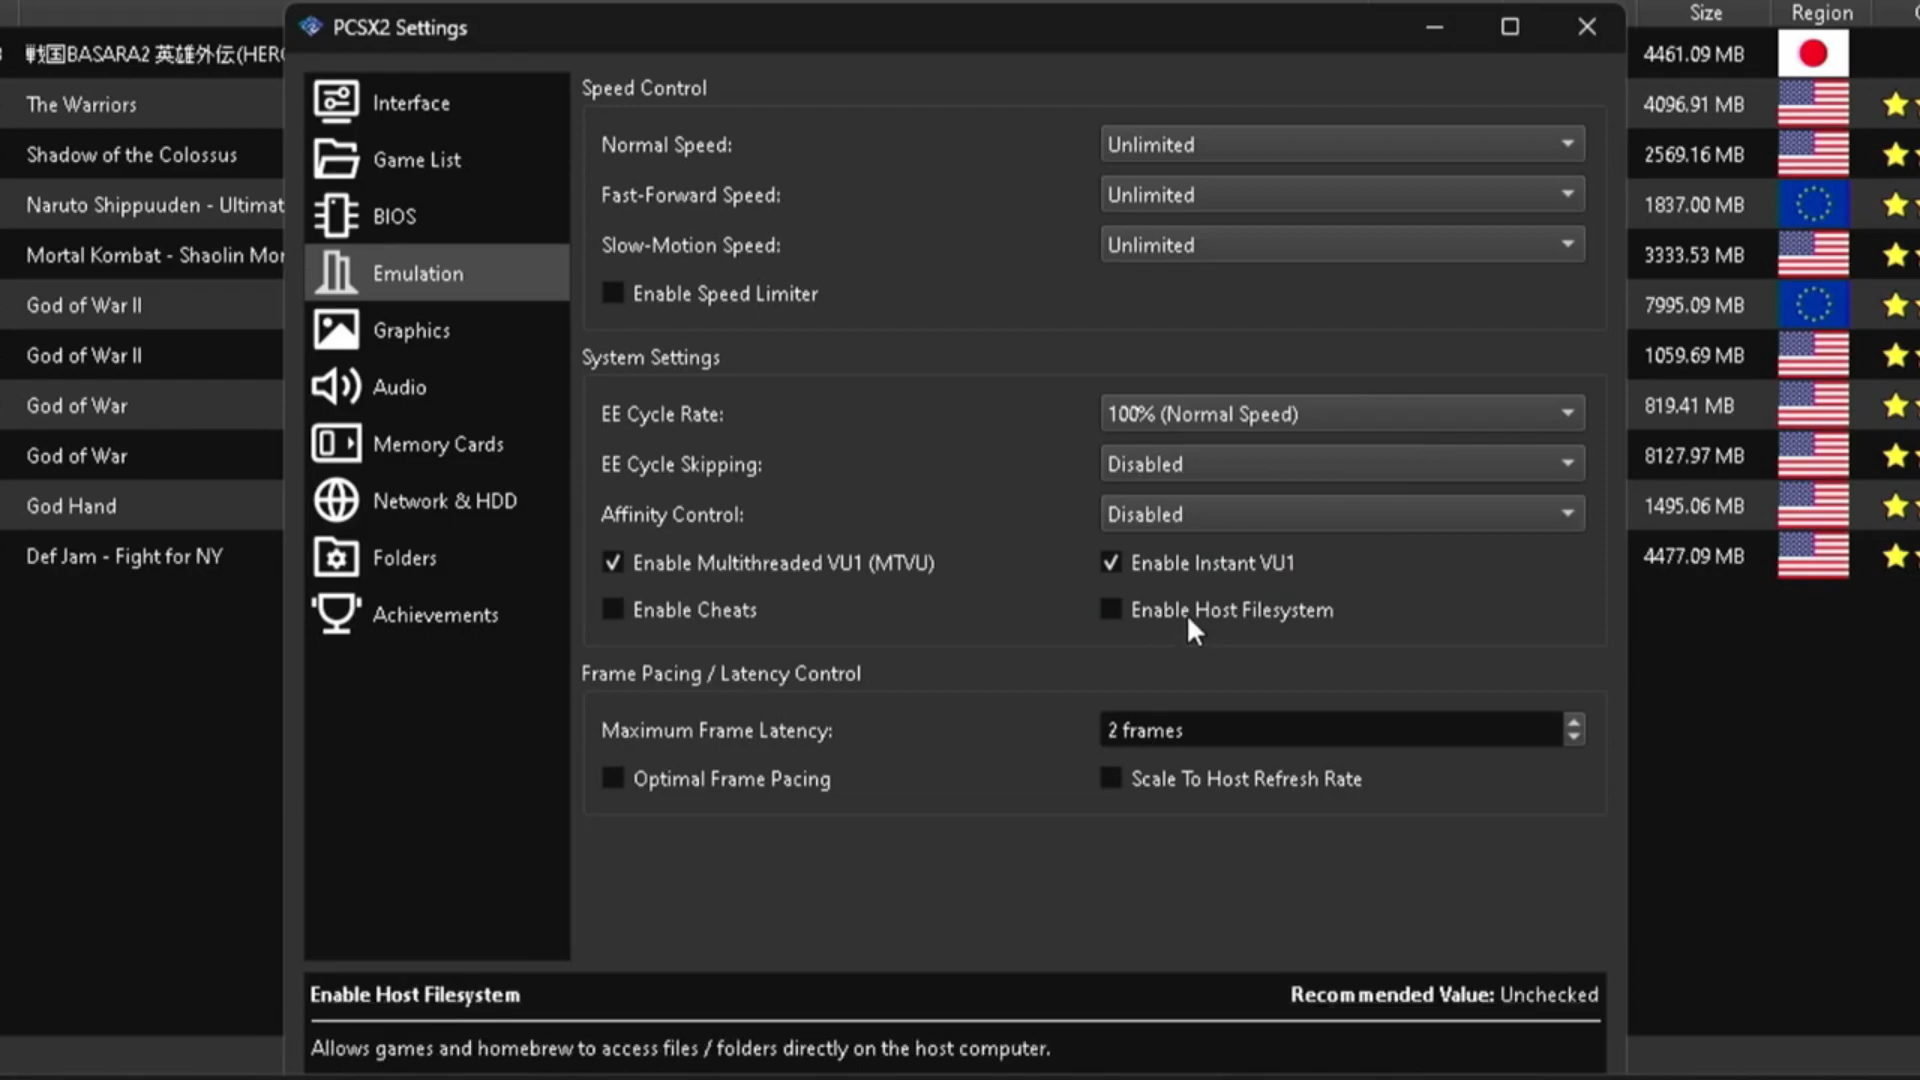 PCSX2 Settings
Size
Region
戦国BASARA2 英雄外伝(HER
4461.09 MB
The Warriors
4096.91 MB
Shadow of the Colossus
2569.16 MB
Naruto Shippuuden - Ultimat
1837.00 MB
Mortal Kombat - Shaolin Mor
3333.53 MB
God of War II
7995.09 MB
God of War II
1059.69 MB
God of War
819.41 MB
God of War
8127.97 MB
God Hand
1495.06 MB
Def Jam - Fight for NY
4477.09 MB
Interface
Game List
BIOS
Emulation
Graphics
Audio
Memory Cards
Network & HDD
Folders
Achievements
Speed Control
Normal Speed:
Unlimited
Fast-Forward Speed:
Unlimited
Slow-Motion Speed:
Unlimited
Enable Speed Limiter
System Settings
EE Cycle Rate:
100% (Normal Speed)
EE Cycle Skipping:
Disabled
Affinity Control:
Disabled
Enable Multithreaded VU1 (MTVU)
Enable Instant VU1
Enable Cheats
Enable Host Filesystem
Frame Pacing / Latency Control
Maximum Frame Latency:
2 frames
Optimal Frame Pacing
Scale To Host Refresh Rate
Enable Host Filesystem
Recommended Value: Unchecked
Allows games and homebrew to access files / folders directly on the host computer.